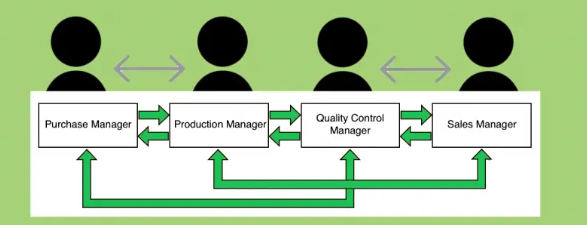 Purchase Manager
Production Manager
Quality Control
Manager
Sales Manager